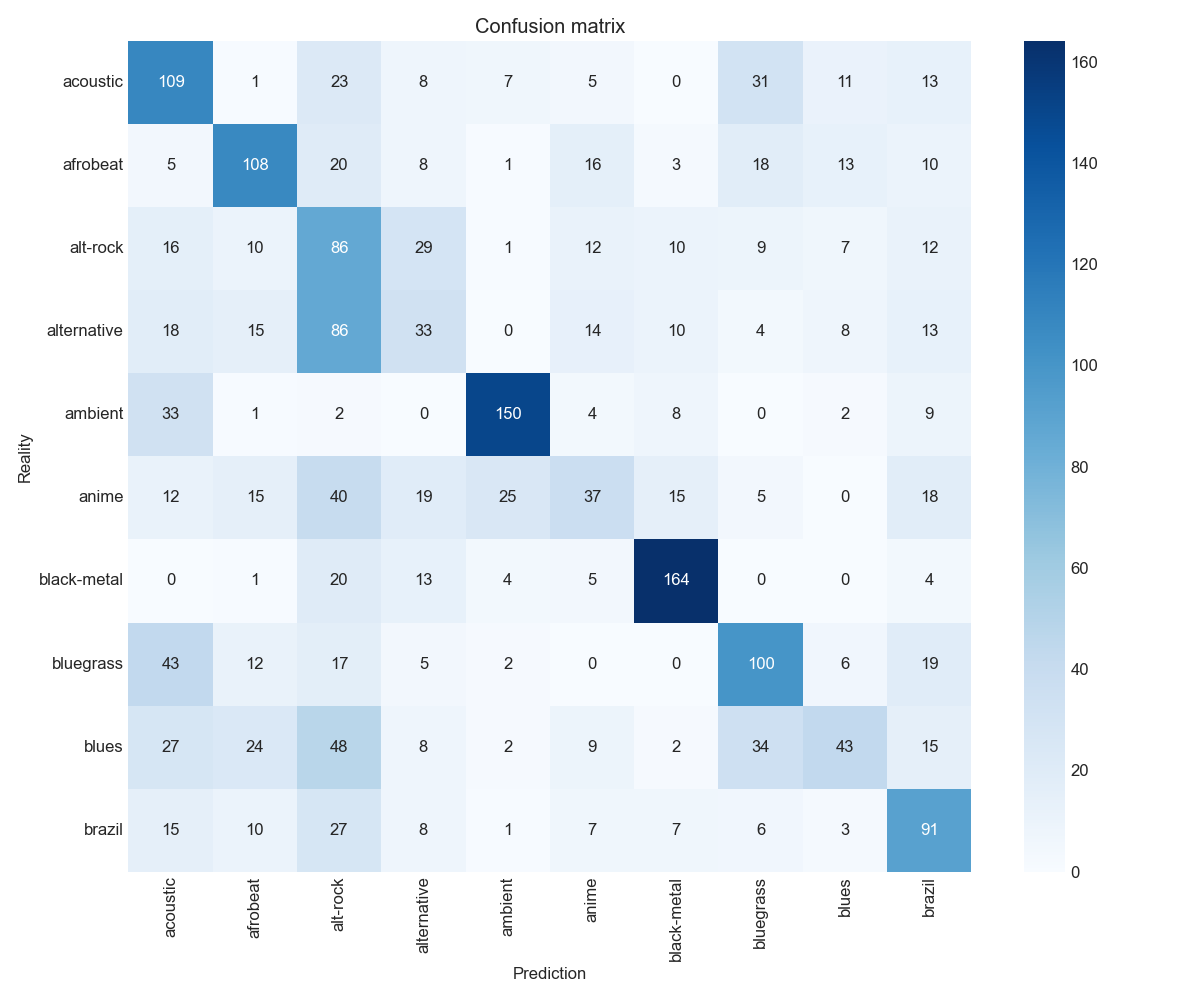 Confusion matrix
acoustic 109 1 23 8 7 5 0 31 11 13
afrobeat 5 108 20 8 1 16 3 18 13 10
alt-rock 16 10 86 29 1 12 10 9 7 12
alternative 18 15 86 33 0 14 10 4 8 13
ambient 33 1 2 0 150 4 8 0 2 9
anime 12 15 40 19 25 37 15 5 0 18
black-metal 0 1 20 13 4 5 164 0 0 4
bluegrass 43 12 17 5 2 0 0 100 6 19
blues 27 24 48 8 2 9 2 34 43 15
brazil 15 10 27 8 1 7 7 6 3 91
acoustic afrobeat alt-rock alternative ambient anime black-metal bluegrass blues brazil
Prediction
Reality
160
140
120
100
80
60
40
20
0